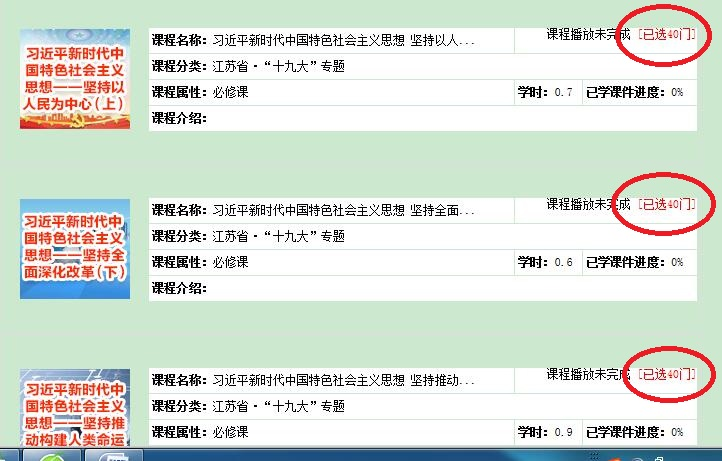 习近平新时代中
国特色社会主义
思想——坚持以
人民为中心（上）
课程名称：习近平新时代中国特色社会主义思想 坚持以人...
课程播放未完成 [已选40门]
课程分类：江苏省·“十九大”专题
课程属性：必修课
学时：0.7
已学课件进度：0%
课程介绍：
习近平新时代中
国特色社会主义
思想——坚持全
面深化改革（下）
课程名称：习近平新时代中国特色社会主义思想 坚持全面...
课程播放未完成 [已选40门]
课程分类：江苏省·“十九大”专题
课程属性：必修课
学时：0.6
已学课件进度：0%
课程介绍：
习近平新时代中
国特色社会主义
思想——坚持推
动构建人类命运
课程名称：习近平新时代中国特色社会主义思想 坚持推动...
课程播放未完成 [已选40门]
课程分类：江苏省·“十九大”专题
课程属性：必修课
学时：0.9
已学课件进度：0%